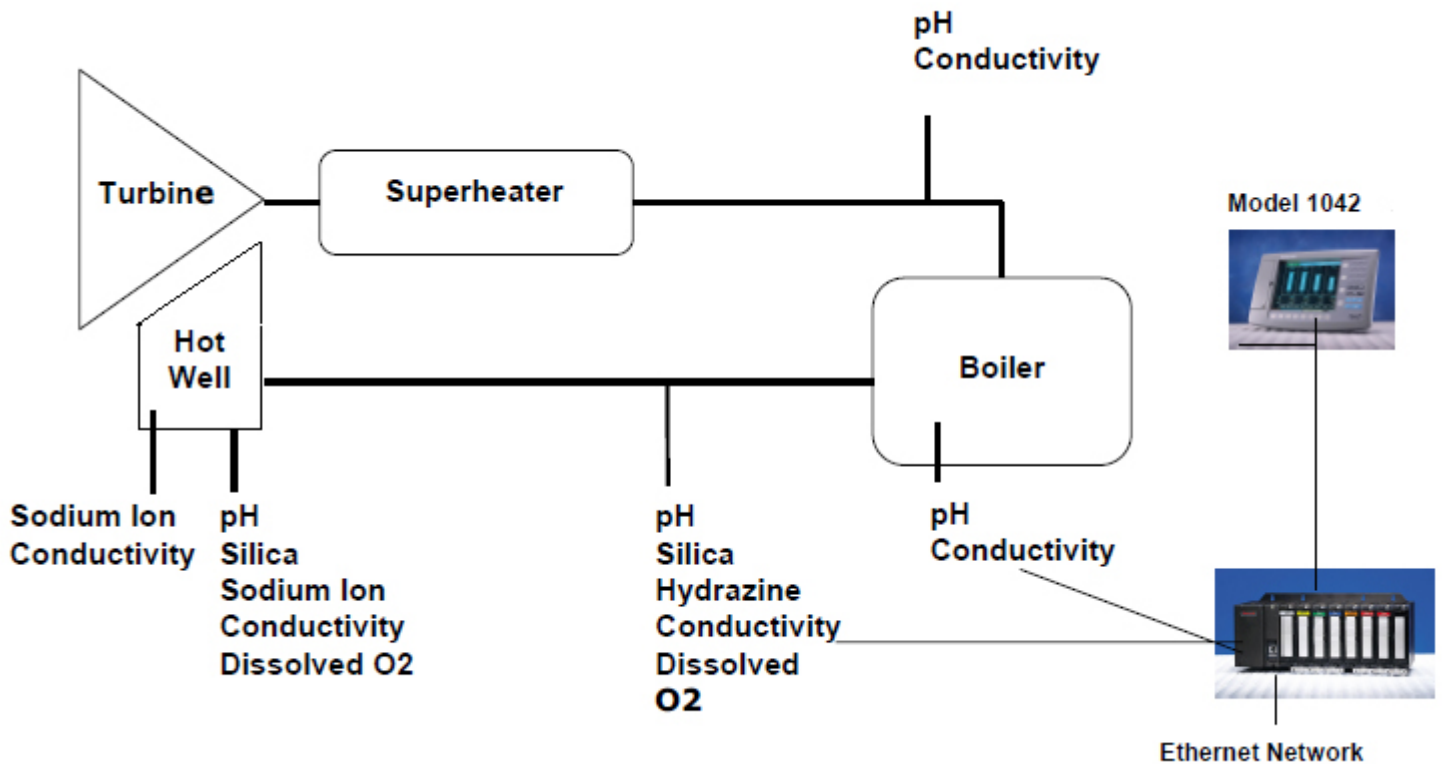 pH
Conductivity
Turbine
Superheater
Model 1042
Hot
Well
Boiler
Sodium Ion
Conductivity
pH
Silica
Sodium Ion
Conductivity
Dissolved O2
pH
Silica
Hydrazine
Conductivity
Dissolved
O2
pH
Conductivity
Ethernet Network